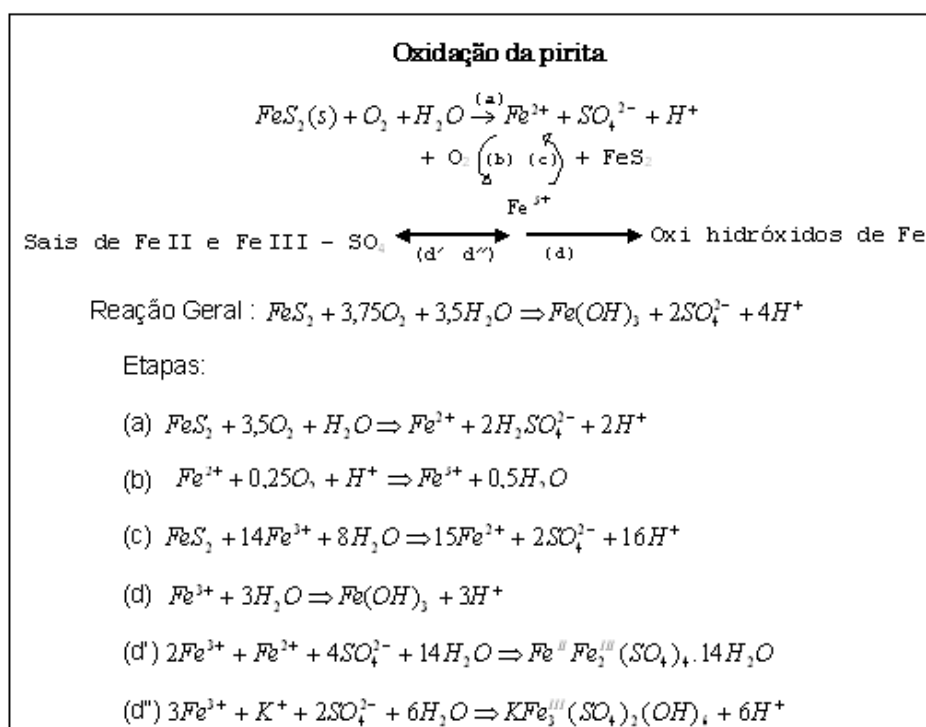 Oxidação da pirita
FeS₂(s) + O₂ + H₂O →(a) Fe²⁺ + SO₄²⁻ + H⁺
+ O₂ (b) (c) + FeS₂
Fe³⁺
Sais de FeII e FeIII – SO₄ (d' d'') (d) Oxi hidróxidos de Fe
Reação Geral : FeS₂ + 3,75O₂ + 3,5H₂O ⇒ Fe(OH)₃ + 2SO₄²⁻ + 4H⁺
Etapas:
(a) FeS₂ + 3,5O₂ + H₂O ⇒ Fe²⁺ + 2H₂SO₄²⁻ + 2H⁺
(b) Fe²⁺ + 0,25O₂ + H⁺ ⇒ Fe³⁺ + 0,5H₂O
(c) FeS₂ + 14Fe³⁺ + 8H₂O ⇒ 15Fe²⁺ + 2SO₄²⁻ + 16H⁺
(d) Fe³⁺ + 3H₂O ⇒ Fe(OH)₃ + 3H⁺
(d') 2Fe³⁺ + Fe²⁺ + 4SO₄²⁻ + 14H₂O ⇒ Fe^II Fe₂^III (SO₄)₄.14H₂O
(d'') 3Fe³⁺ + K⁺ + 2SO₄²⁻ + 6H₂O ⇒ KFe₃^III (SO₄)₂(OH)₆ + 6H⁺